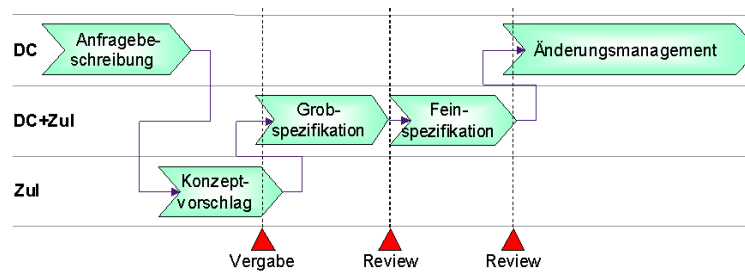 DC
Anfragebe-
schreibung
Änderungsmanagement
DC+Zul
Grob-
spezifikation
Fein-
spezifikation
Zul
Konzept-
vorschlag
Vergabe
Review
Review